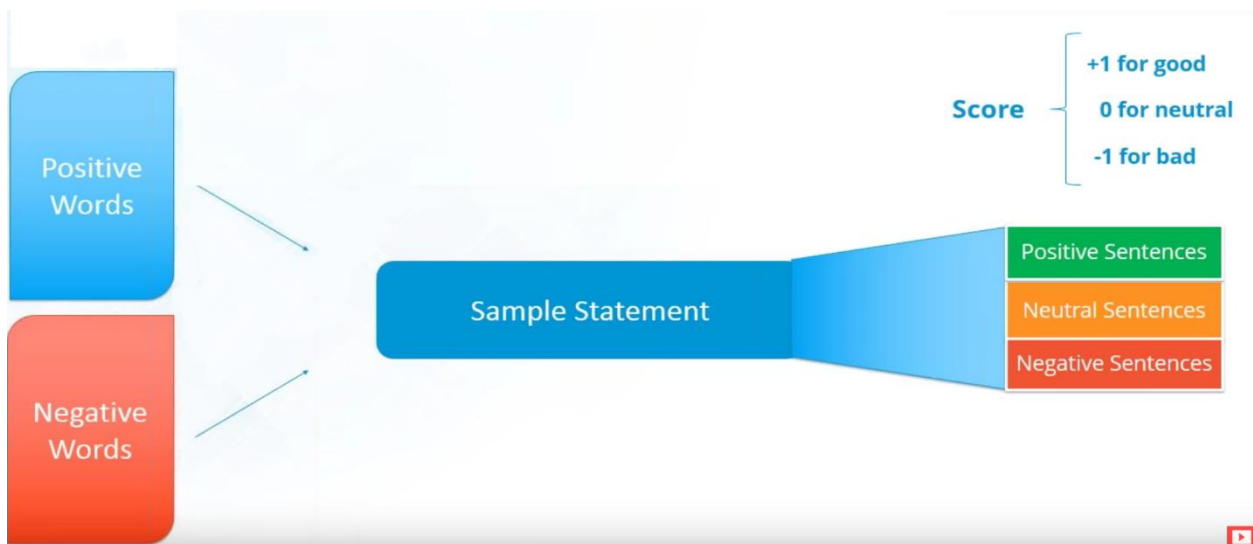 Positive
Words
Negative
Words
Sample Statement
Score
+1 for good
0 for neutral
-1 for bad
Positive Sentences
Neutral Sentences
Negative Sentences